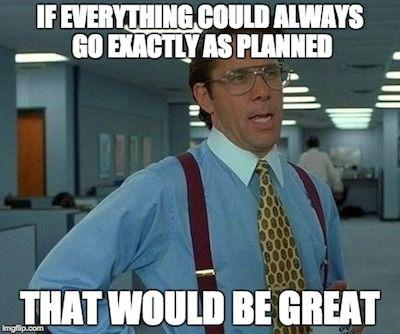 IF EVERYTHING COULD ALWAYS
GO EXACTLY AS PLANNED
THAT WOULD BE GREAT
imgflip.com